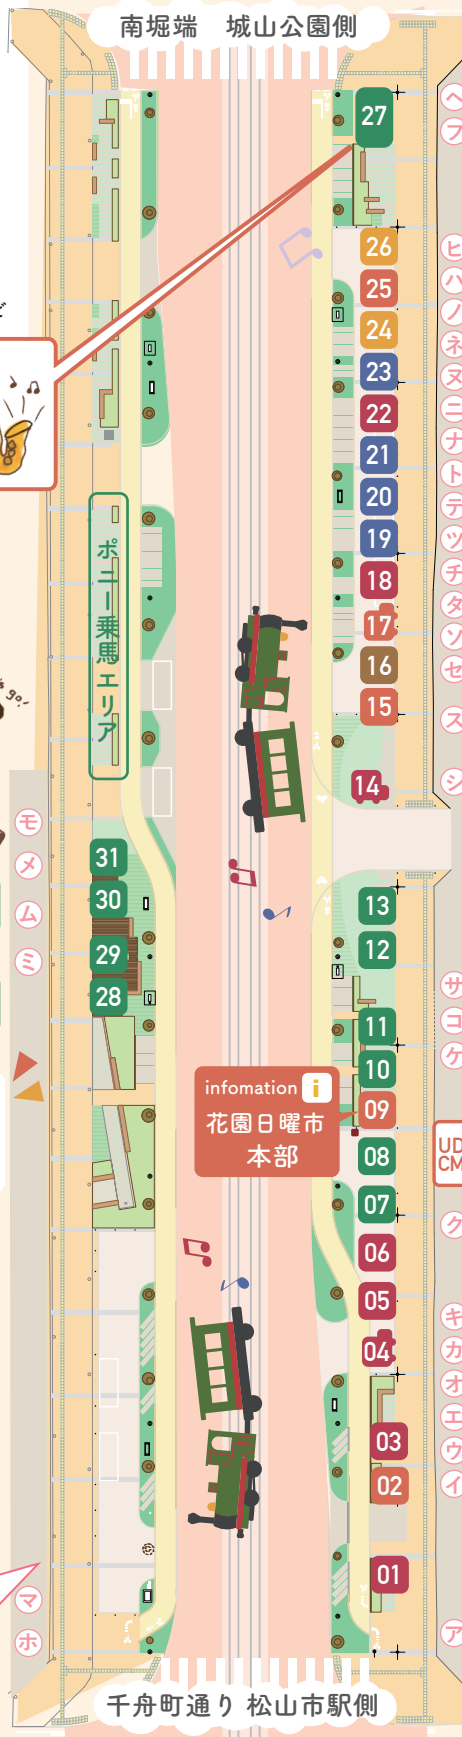 南堀端　城山公園側
27
ヘ
フ
26
ヒ
25
ハ
ど
24
ノ
ネ
23
ヌ
22
ニ
21
ナ
20
ト
テ
19
ツ
18
チ
17
タ
ソ
16
セ
15
ス
14
シ
ポニー乗馬エリア
's go!
モ
メ
ム
ミ
31
30
29
28
13
12
サ
コ
11
ケ
10
infomation i
花園日曜市
本部
09
UD
CM
08
07
ク
06
05
キ
04
カ
オ
エ
03
ウ
02
イ
01
ア
マ
ホ
千舟町通り 松山市駅側